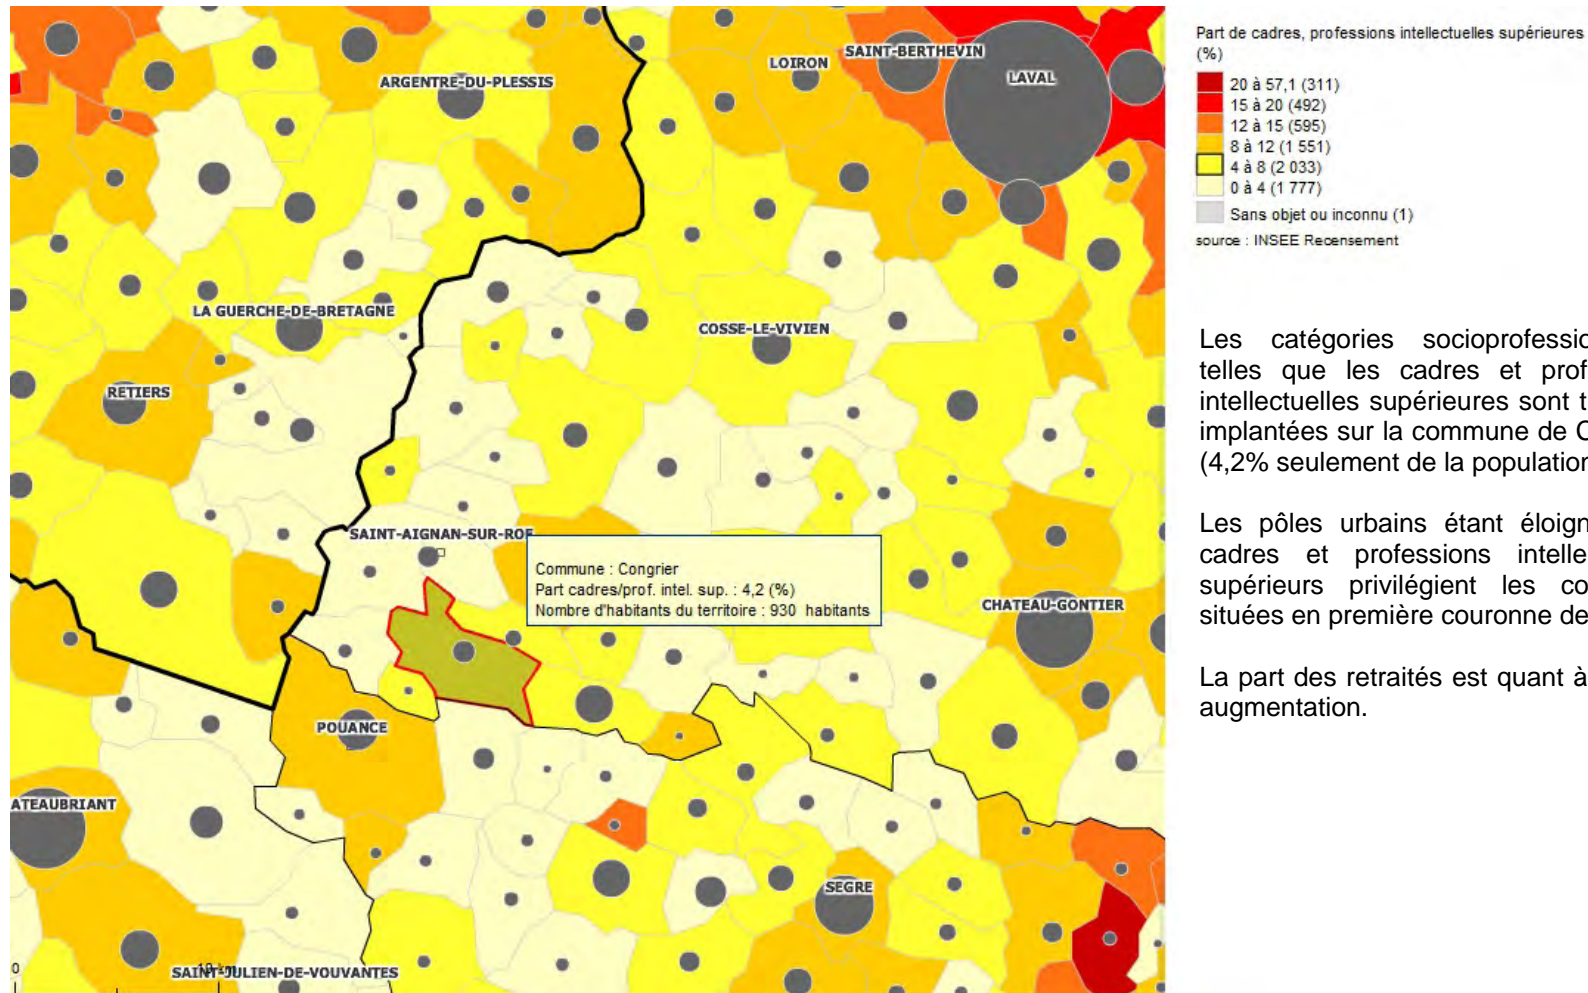 SAINT-BERTHEVIN
LOIRON
LAVAL
ARGENTRE-DU-PLESSIS
LA GUERCHE-DE-BRETAGNE
COSSE-LE-VIVIEN
RETIERS
SAINT-AIGNAN-SUR-ROE
Commune : Congrier
Part cadres/prof. intel. sup. : 4,2 (%)
Nombre d'habitants du territoire : 930 habitants
CHATEAU-GONTIER
POUANCE
ATEAUBRIANT
SEGRE
0
10 km
SAINT-JULIEN-DE-VOUVANTES
Part de cadres, professions intellectuelles supérieures
(%)
20 à 57,1 (311)
15 à 20 (492)
12 à 15 (595)
8 à 12 (1 551)
4 à 8 (2 033)
0 à 4 (1 777)
Sans objet ou inconnu (1)
source : INSEE Recensement
Les catégories socioprofessio
telles que les cadres et prof
intellectuelles supérieures sont t
implantées sur la commune de C
(4,2% seulement de la population
Les pôles urbains étant éloign
cadres et professions intelle
supérieurs privilégient les co
situées en première couronne de
La part des retraités est quant à
augmentation.